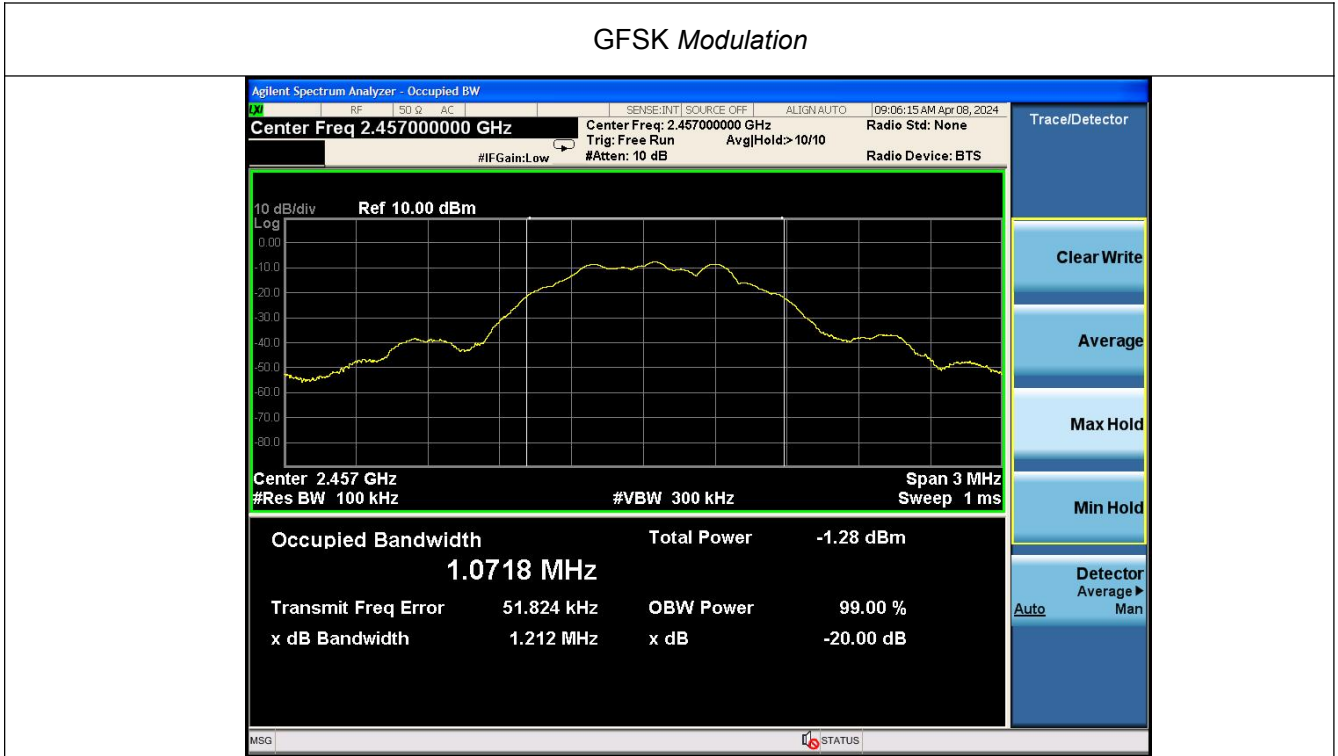 GFSK Modulation
Agilent Spectrum Analyzer - Occupied BW
LXI RF 50 Ω AC SENSE:INT SOURCE OFF ALIGN AUTO 09:06:15 AM Apr 08, 2024
Center Freq 2.457000000 GHz
Center Freq: 2.457000000 GHz
Radio Std: None
Trig: Free Run Avg|Hold:>10/10
#IFGain:Low #Atten: 10 dB Radio Device: BTS
10 dB/div Ref 10.00 dBm
Log
0.00
-10.0
-20.0
-30.0
-40.0
-50.0
-60.0
-70.0
-80.0
Center 2.457 GHz Span 3 MHz
#Res BW 100 kHz #VBW 300 kHz Sweep 1 ms
Occupied Bandwidth Total Power -1.28 dBm
1.0718 MHz
Transmit Freq Error 51.824 kHz OBW Power 99.00 %
x dB Bandwidth 1.212 MHz x dB -20.00 dB
Trace/Detector
Clear Write
Average
Max Hold
Min Hold
Detector
Average▶
Auto Man
MSG STATUS